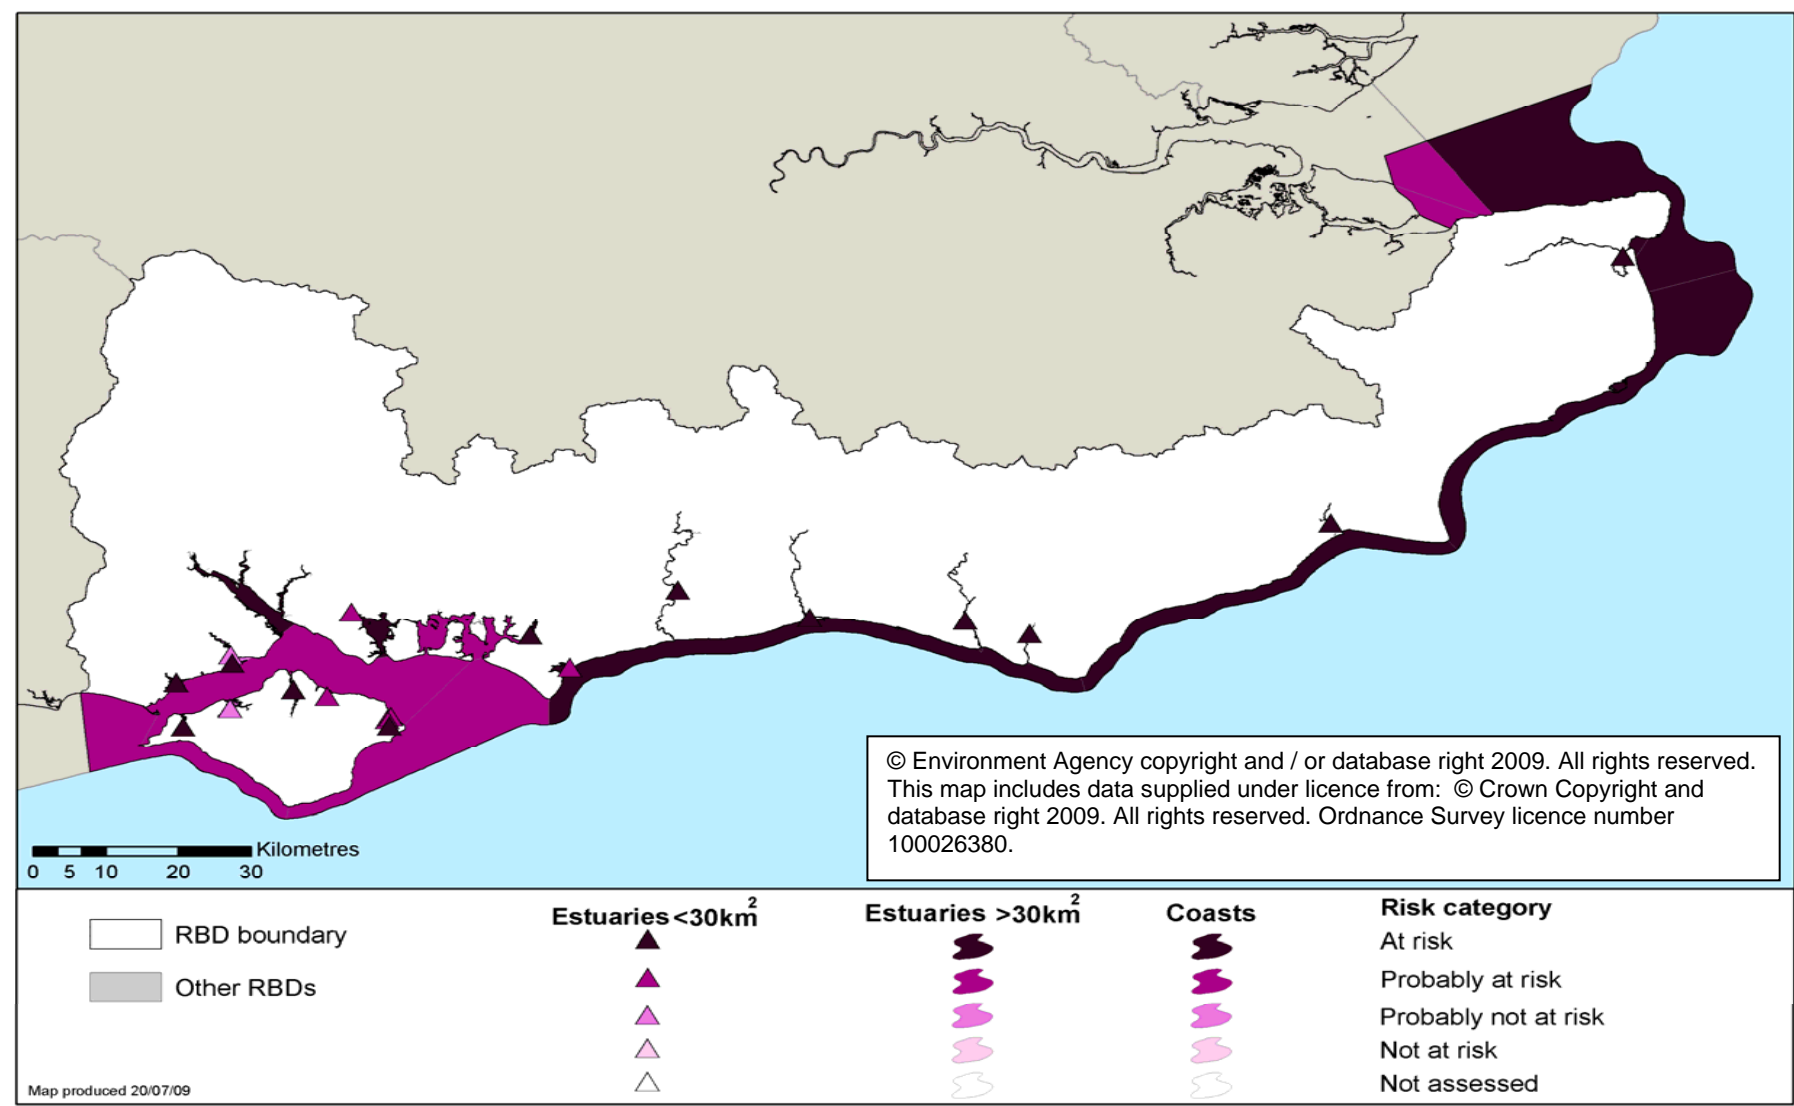 © Environment Agency copyright and / or database right 2009. All rights reserved.
This map includes data supplied under licence from:  © Crown Copyright and
database right 2009. All rights reserved. Ordnance Survey licence number
100026380.
Kilometres
0 5 10 20 30
RBD boundary
Other RBDs
Estuaries <30km²
Estuaries >30km²
Coasts
Risk category
At risk
Probably at risk
Probably not at risk
Not at risk
Not assessed
Map produced 20/07/09